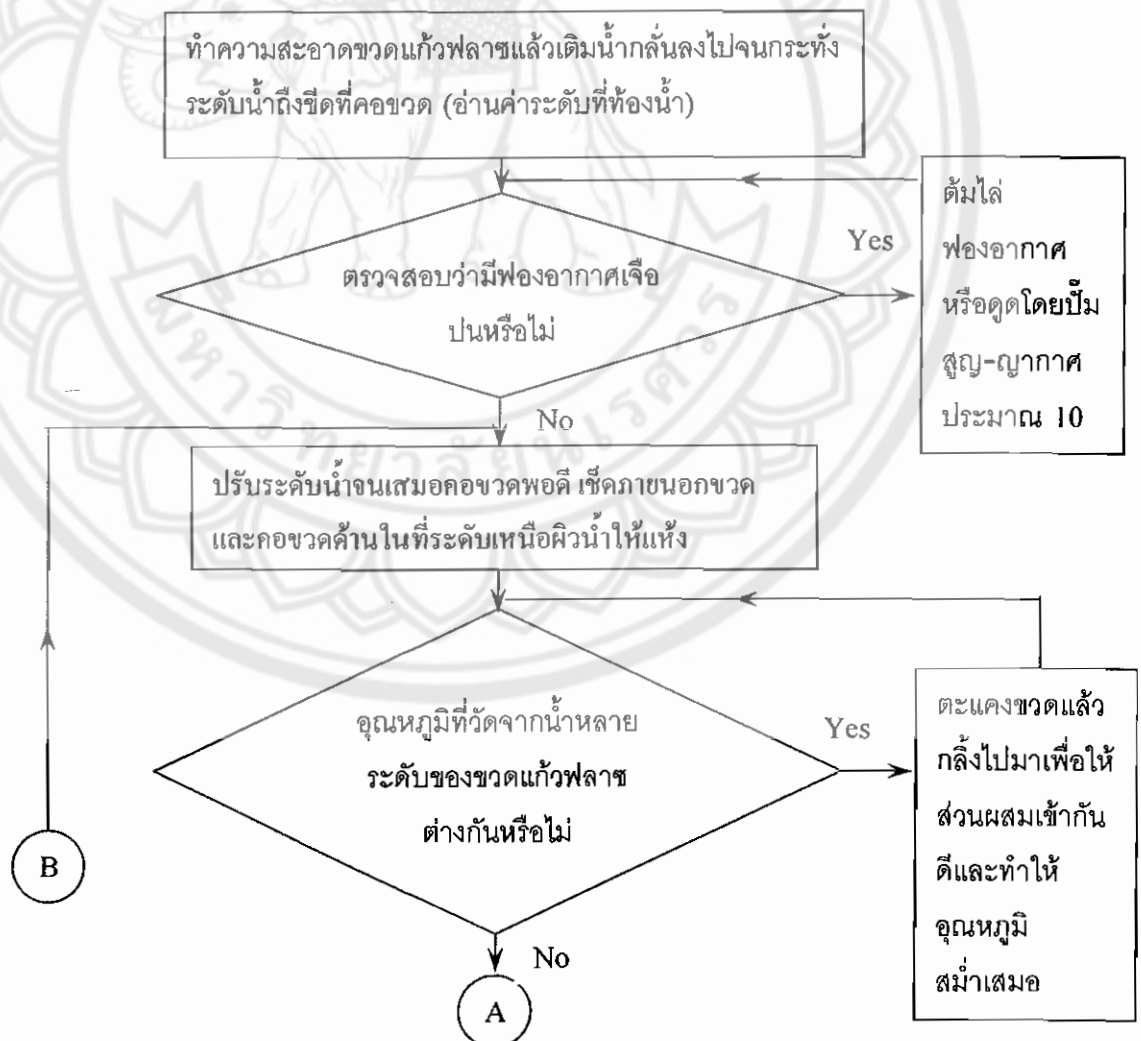 ทำความสะอาดขวดแก้วฟลาซแล้วเติมน้ำกลั่นลงไปจนกระทั่ง
ระดับน้ำถึงขีดที่คอขวด (อ่านค่าระดับที่ท้องน้ำ)
ตรวจสอบว่ามีฟองอากาศเจือ
ปนหรือไม่
Yes
ต้มไล่
ฟองอากาศ
หรือดูดโดยปั๊ม
สูญ-ญากาศ
ประมาณ 10
No
ปรับระดับน้ำจนเสมอคอขวดพอดี เช็ดภายนอกขวด
และคอขวดด้านในที่ระดับเหนือผิวน้ำให้แห้ง
อุณหภูมิที่วัดจากน้ำหลาย
ระดับของขวดแก้วฟลาซ
ต่างกันหรือไม่
Yes
ตะแคงขวดแล้ว
กลิ้งไปมาเพื่อให้
ส่วนผสมเข้ากัน
ดีและทำให้
อุณหภูมิ
สม่ำเสมอ
B
No
A
มหาวิทยาลัยนเรศวร